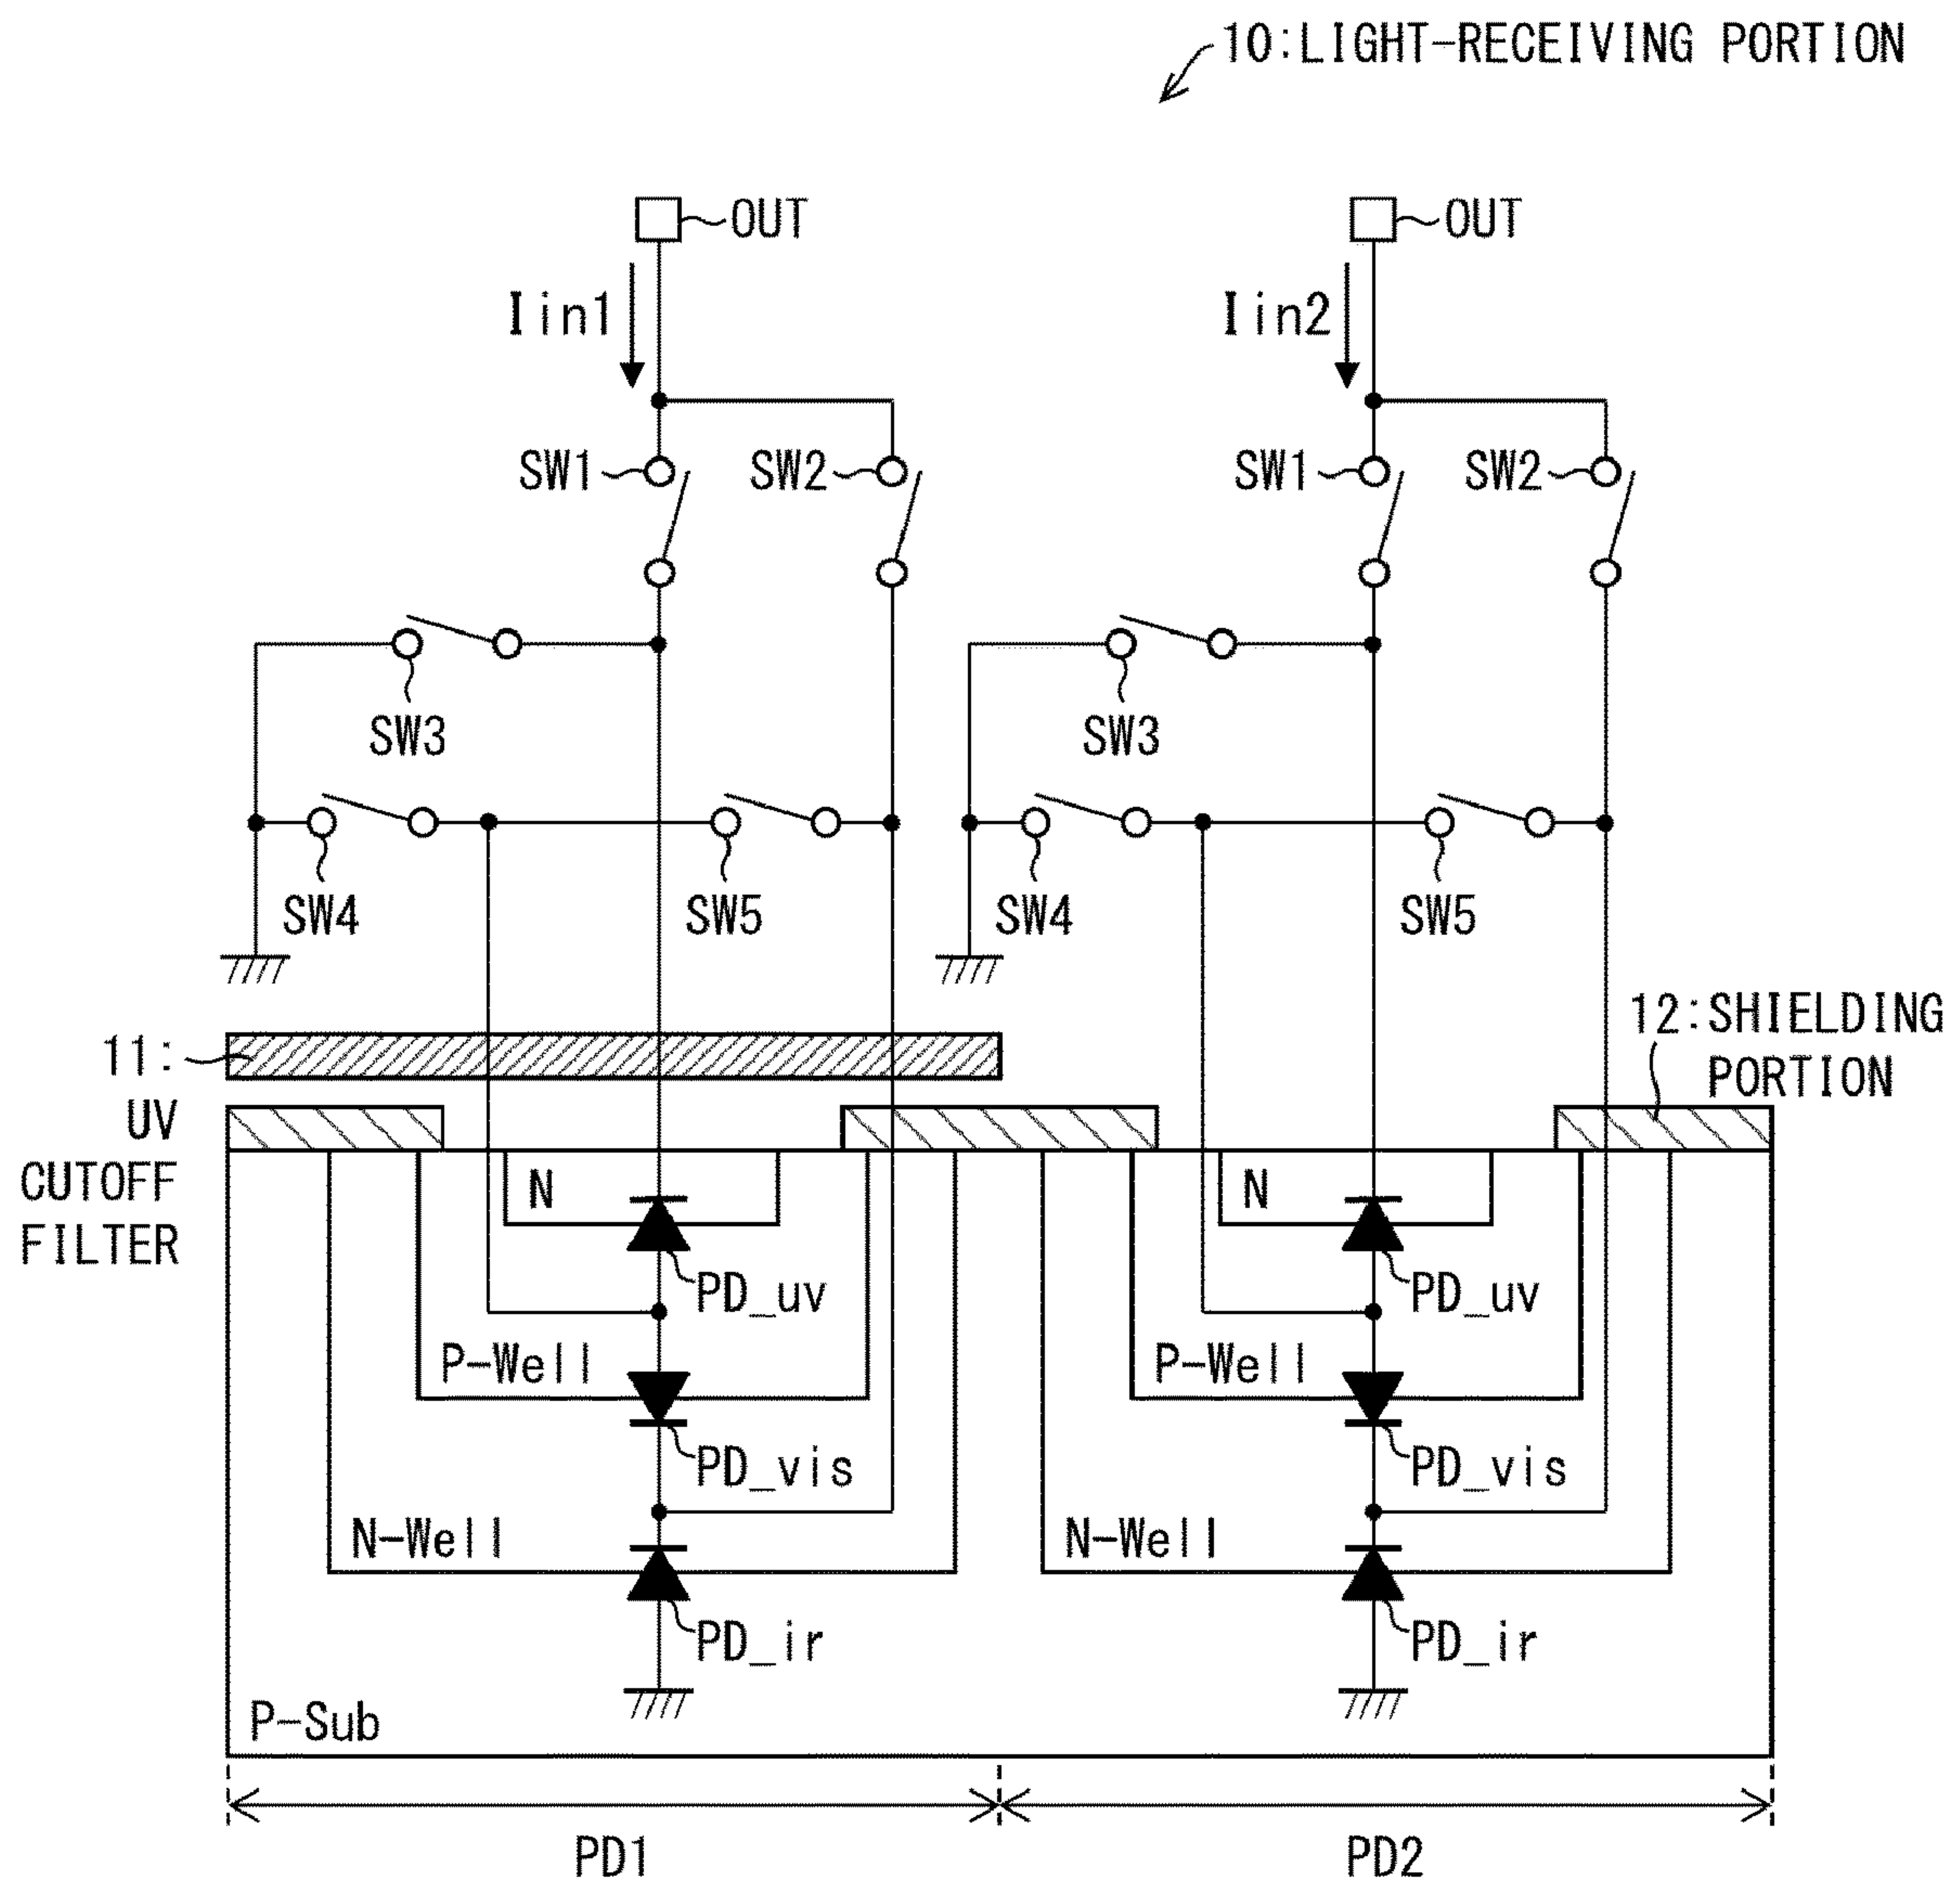 10:LIGHT-RECEIVING PORTION
OUT
OUT
Iin1
Iin2
SW1
SW2
SW1
SW2
SW3
SW3
SW4
SW5
SW4
SW5
11:
UV
CUTOFF
FILTER
12:SHIELDING
PORTION
N
N
PD_uv
PD_uv
P-Well
P-Well
PD_vis
PD_vis
N-Well
N-Well
PD_ir
PD_ir
P-Sub
PD1
PD2